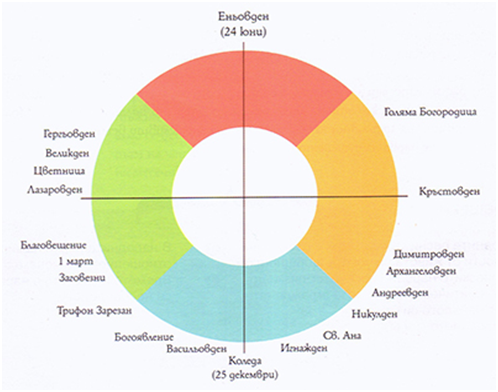 Еньовден
(24 юни)
Голяма Богородица
Гергьовден
Великден
Цветница
Лазаровден
Кръстовден
Благовещение
1 март
Заговезни
Димитровден
Архангеловден
Андреевден
Трифон Зарезан
Никулден
Богоявление
Св. Ана
Васильовден
Игнажден
Коледа
(25 декември)